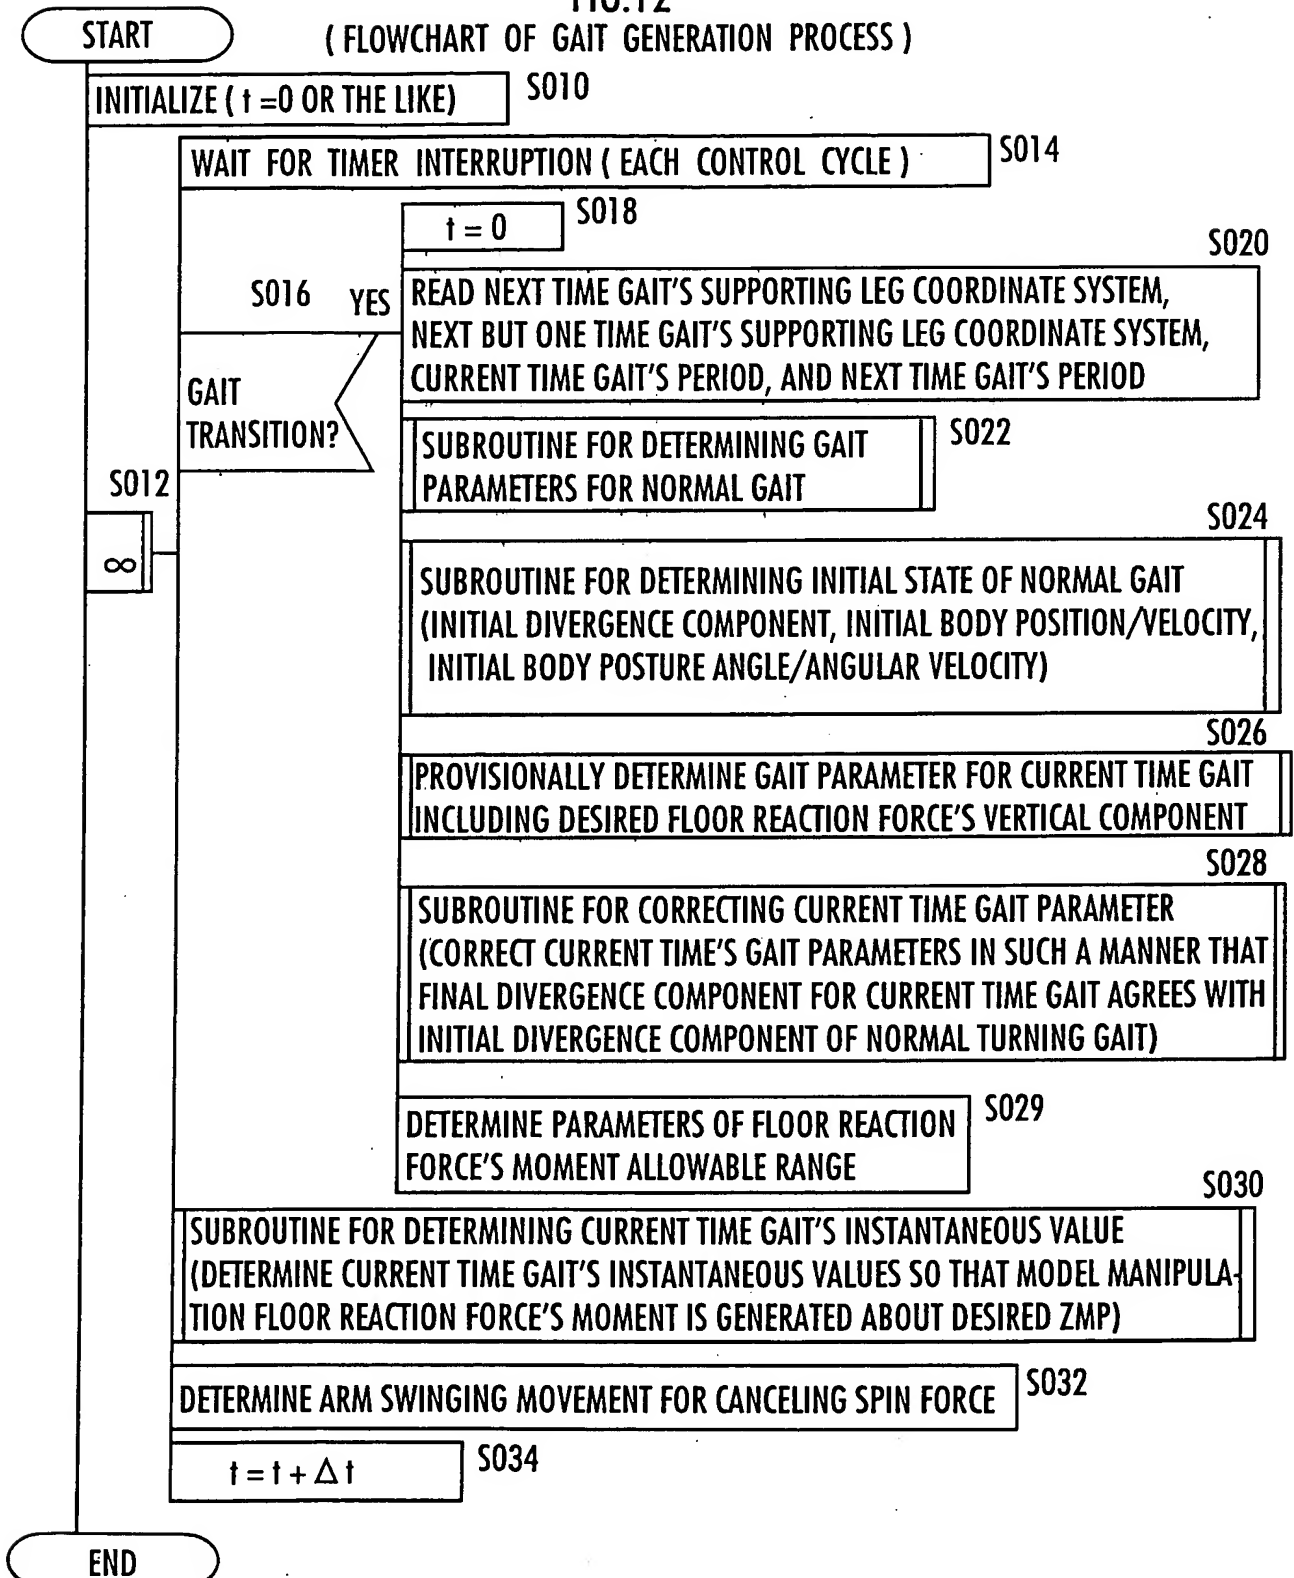 FIG.12
START
( FLOWCHART OF GAIT GENERATION PROCESS )
INITIALIZE ( t =0 OR THE LIKE)
S010
WAIT FOR TIMER INTERRUPTION ( EACH CONTROL CYCLE )
S014
t = 0
S018
S020
S016
YES
READ NEXT TIME GAIT'S SUPPORTING LEG COORDINATE SYSTEM,
NEXT BUT ONE TIME GAIT'S SUPPORTING LEG COORDINATE SYSTEM,
CURRENT TIME GAIT'S PERIOD, AND NEXT TIME GAIT'S PERIOD
GAIT
TRANSITION?
SUBROUTINE FOR DETERMINING GAIT
PARAMETERS FOR NORMAL GAIT
S022
S012
∞
S024
SUBROUTINE FOR DETERMINING INITIAL STATE OF NORMAL GAIT
(INITIAL DIVERGENCE COMPONENT, INITIAL BODY POSITION/VELOCITY,
INITIAL BODY POSTURE ANGLE/ANGULAR VELOCITY)
S026
PROVISIONALLY DETERMINE GAIT PARAMETER FOR CURRENT TIME GAIT
INCLUDING DESIRED FLOOR REACTION FORCE'S VERTICAL COMPONENT
S028
SUBROUTINE FOR CORRECTING CURRENT TIME GAIT PARAMETER
(CORRECT CURRENT TIME'S GAIT PARAMETERS IN SUCH A MANNER THAT
FINAL DIVERGENCE COMPONENT FOR CURRENT TIME GAIT AGREES WITH
INITIAL DIVERGENCE COMPONENT OF NORMAL TURNING GAIT)
DETERMINE PARAMETERS OF FLOOR REACTION
FORCE'S MOMENT ALLOWABLE RANGE
S029
S030
SUBROUTINE FOR DETERMINING CURRENT TIME GAIT'S INSTANTANEOUS VALUE
(DETERMINE CURRENT TIME GAIT'S INSTANTANEOUS VALUES SO THAT MODEL MANIPULA-
TION FLOOR REACTION FORCE'S MOMENT IS GENERATED ABOUT DESIRED ZMP)
DETERMINE ARM SWINGING MOVEMENT FOR CANCELING SPIN FORCE
S032
t = t + Δ t
S034
END